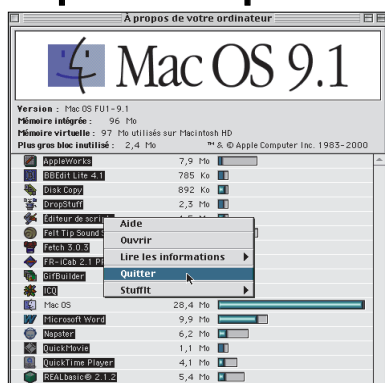 À propos de votre ordinateur
Mac OS 9.1
Version : Mac OS FU1-9.1
Mémoire intégrée : 96 Mo
Mémoire virtuelle : 97 Mo utilisés sur Macintosh HD
Plus gros bloc inutilisé : 2,4 Mo ™ & © Apple Computer Inc. 1983-2000
AppleWorks 7,9 Mo
BBEdit Lite 4.1 785 Ko
Disk Copy 892 Ko
DropStuff 2,3 Mo
Éditeur de
Felt Tip Sound
Fetch 3.0.3
FR-iCab 2.1
GifBuilder
ICQ
Aide
Ouvrir
Lire les informations
Quitter
StuffIt
Mac OS 28,4 Mo
Microsoft Word 9,9 Mo
Napster 6,2 Mo
QuickMovie 1,1 Mo
QuickTime Player 4,1 Mo
REALbasic® 2.1.2 5,4 Mo